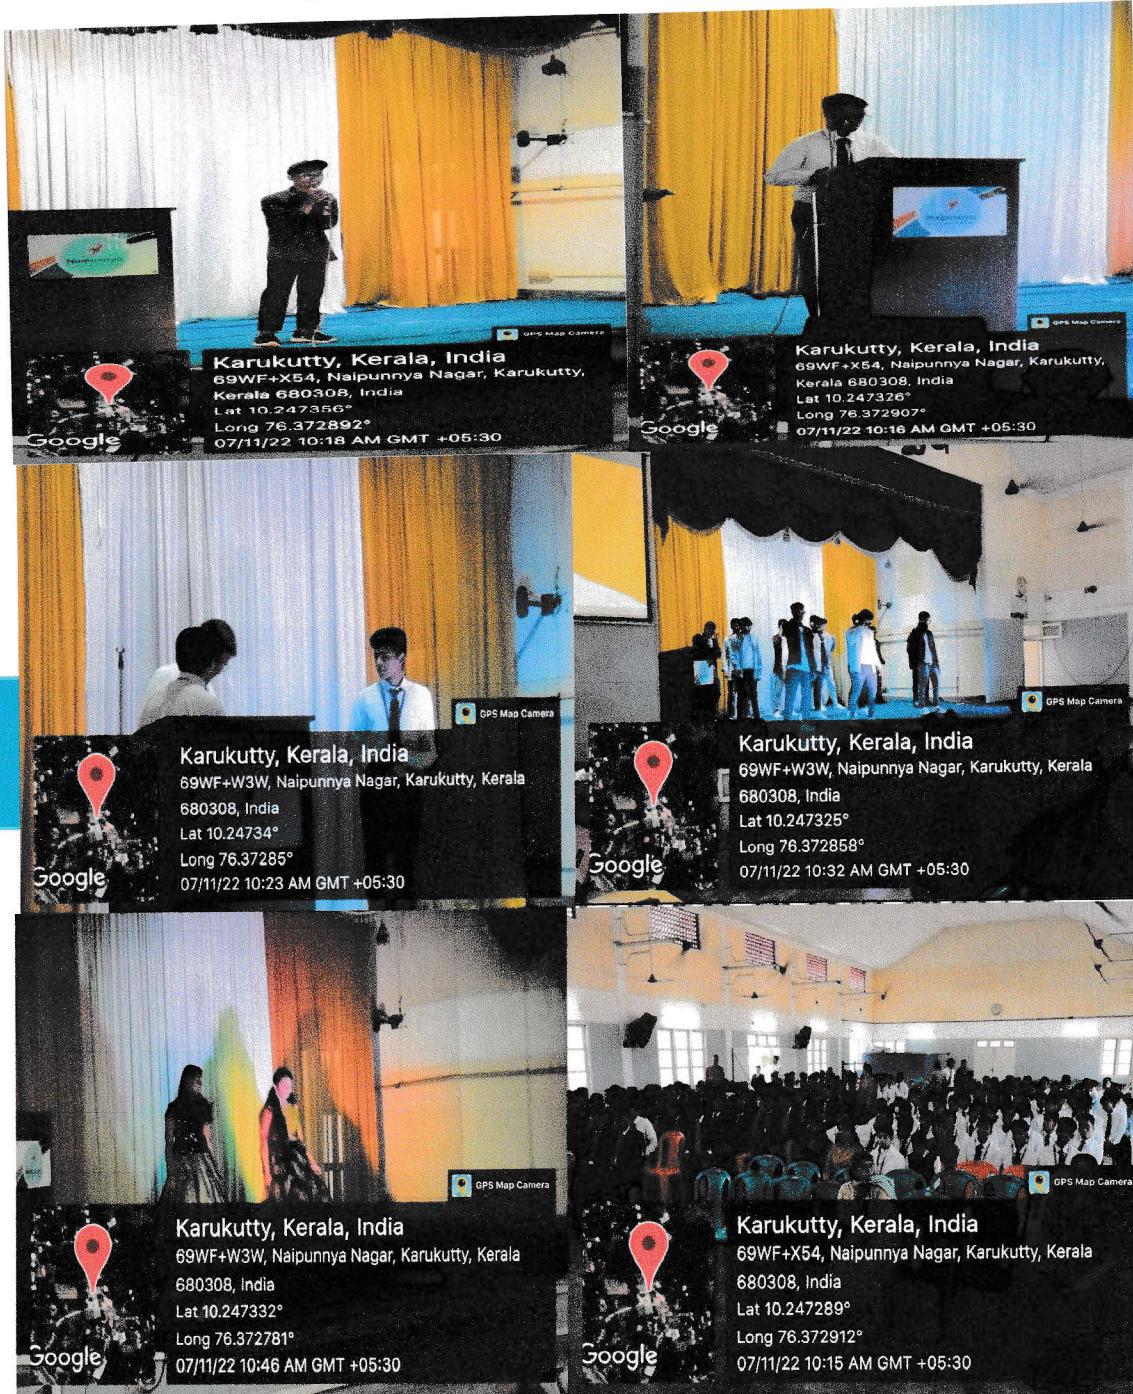 Naipunnya
GPS Map Camera
Karukutty, Kerala, India
69WF+X54, Naipunnya Nagar, Karukutty,
Kerala 680308, India
Lat 10.247356°
Long 76.372892°
07/11/22 10:18 AM GMT +05:30
Google
Naipunnya
GPS Map Camera
Karukutty, Kerala, India
69WF+X54, Naipunnya Nagar, Karukutty,
Kerala 680308, India
Lat 10.247326°
Long 76.372907°
07/11/22 10:16 AM GMT +05:30
Google
GPS Map Camera
Karukutty, Kerala, India
69WF+W3W, Naipunnya Nagar, Karukutty, Kerala
680308, India
Lat 10.24734°
Long 76.37285°
07/11/22 10:23 AM GMT +05:30
Google
GPS Map Camera
Karukutty, Kerala, India
69WF+W3W, Naipunnya Nagar, Karukutty, Kerala
680308, India
Lat 10.247325°
Long 76.372858°
07/11/22 10:32 AM GMT +05:30
Google
GPS Map Camera
Karukutty, Kerala, India
69WF+W3W, Naipunnya Nagar, Karukutty, Kerala
680308, India
Lat 10.247332°
Long 76.372781°
07/11/22 10:46 AM GMT +05:30
Google
GPS Map Camera
Karukutty, Kerala, India
69WF+X54, Naipunnya Nagar, Karukutty, Kerala
680308, India
Lat 10.247289°
Long 76.372912°
07/11/22 10:15 AM GMT +05:30
Google